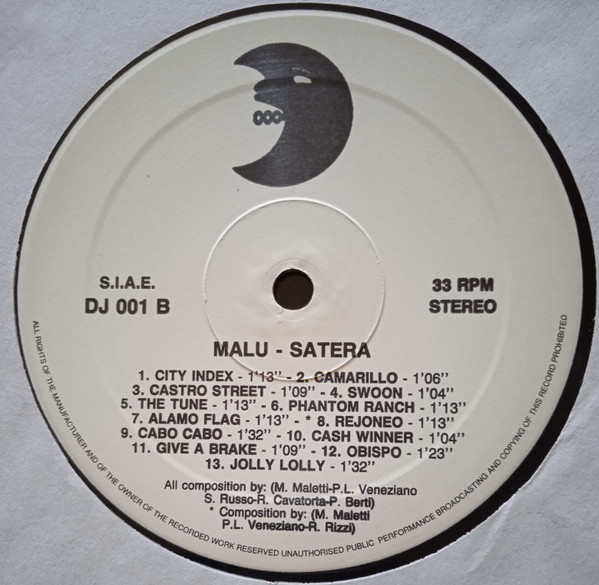 S.I.A.E.
DJ 001 B
33 RPM
STEREO
MALU - SATERA
1. CITY INDEX - 1'13'' - 2. CAMARILLO - 1'06''
3. CASTRO STREET - 1'09'' - 4. SWOON - 1'04''
5. THE TUNE - 1'13'' - 6. PHANTOM RANCH - 1'13''
7. ALAMO FLAG - 1'13'' - * 8. REJONEO - 1'13''
9. CABO CABO - 1'32'' - 10. CASH WINNER - 1'04''
11. GIVE A BRAKE - 1'09'' - 12. OBISPO - 1'23''
13. JOLLY LOLLY - 1'32''
All composition by: (M. Maletti-P.L. Veneziano
S. Russo-R. Cavatorta-P. Berti)
* Composition by: (M. Maletti
P.L. Veneziano-R. Rizzi)
ALL RIGHTS OF THE MANUFACTURER AND OF THE OWNER OF THE RECORDED WORK RESERVED UNAUTHORISED PUBLIC PERFORMANCE BROADCASTING AND COPYING OF THIS RECORD PROHIBITED